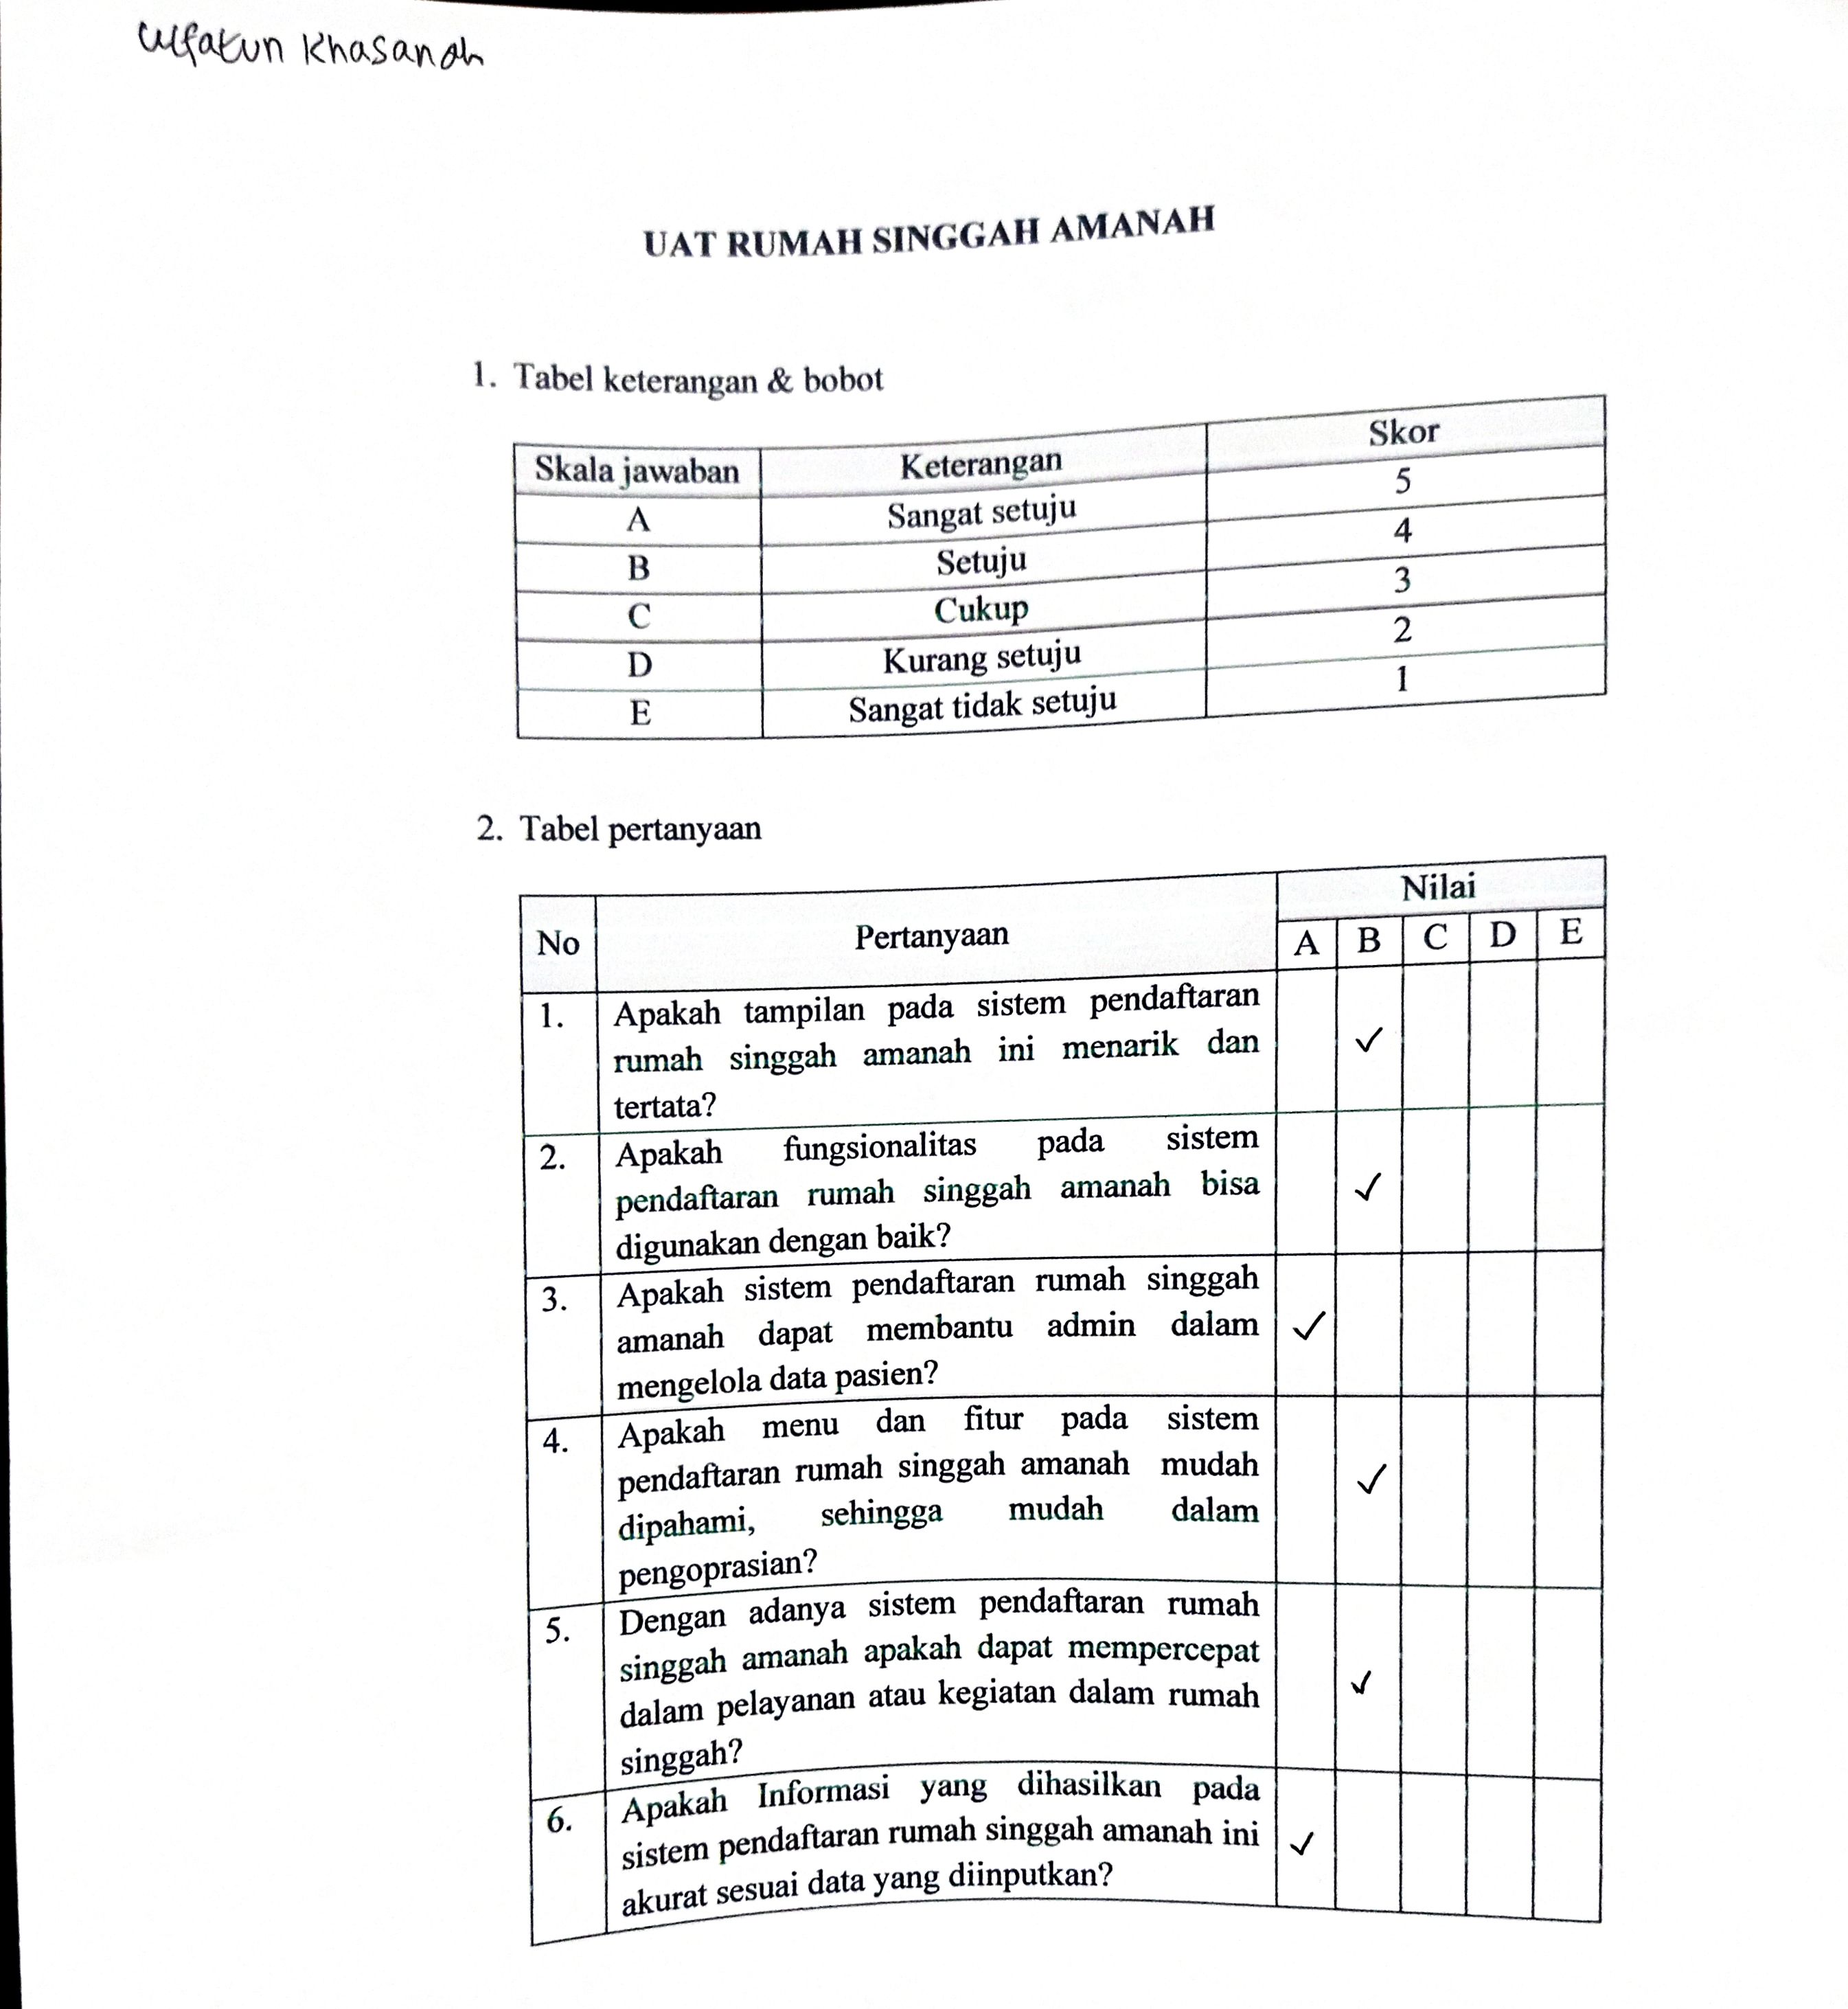 Ulfatun Khasanah
UAT RUMAH SINGGAH AMANAH
1. Tabel keterangan & bobot
Skala jawaban Keterangan Skor
A Sangat setuju 5
B Setuju 4
C Cukup 3
D Kurang setuju 2
E Sangat tidak setuju 1
2. Tabel pertanyaan
No Pertanyaan Nilai
A B C D E
1. Apakah tampilan pada sistem pendaftaran
rumah singgah amanah ini menarik dan
✓
tertata?
2. Apakah fungsionalitas pada sistem
pendaftaran rumah singgah amanah bisa
✓
digunakan dengan baik?
3. Apakah sistem pendaftaran rumah singgah
amanah dapat membantu admin dalam
✓
mengelola data pasien?
4. Apakah menu dan fitur pada sistem
pendaftaran rumah singgah amanah mudah
✓
dipahami, sehingga mudah dalam
pengoprasian?
5. Dengan adanya sistem pendaftaran rumah
singgah amanah apakah dapat mempercepat
dalam pelayanan atau kegiatan dalam rumah
✓
singgah?
6. Apakah Informasi yang dihasilkan pada
sistem pendaftaran rumah singgah amanah ini
✓
akurat sesuai data yang diinputkan?